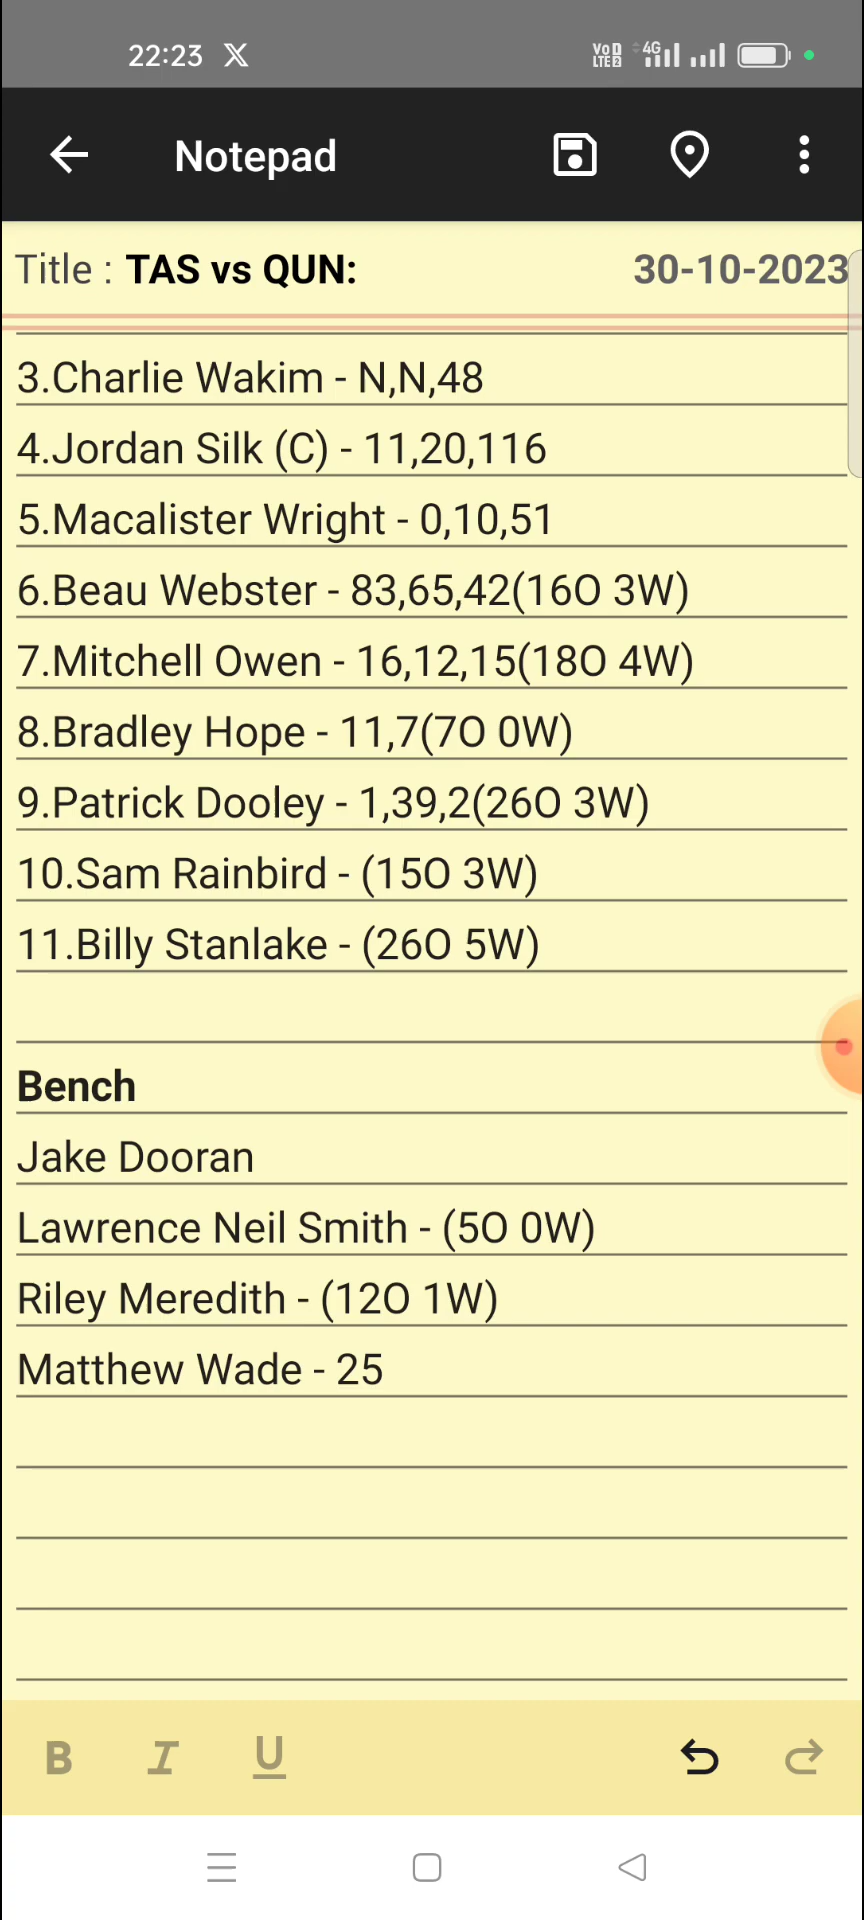 22:23 X VoD LTE2 4G
Notepad
Title : TAS vs QUN: 30-10-2023
3.Charlie Wakim - N,N,48
4.Jordan Silk (C) - 11,20,116
5.Macalister Wright - 0,10,51
6.Beau Webster - 83,65,42(16O 3W)
7.Mitchell Owen - 16,12,15(18O 4W)
8.Bradley Hope - 11,7(7O 0W)
9.Patrick Dooley - 1,39,2(26O 3W)
10.Sam Rainbird - (15O 3W)
11.Billy Stanlake - (26O 5W)
Bench
Jake Dooran
Lawrence Neil Smith - (5O 0W)
Riley Meredith - (12O 1W)
Matthew Wade - 25
B I U